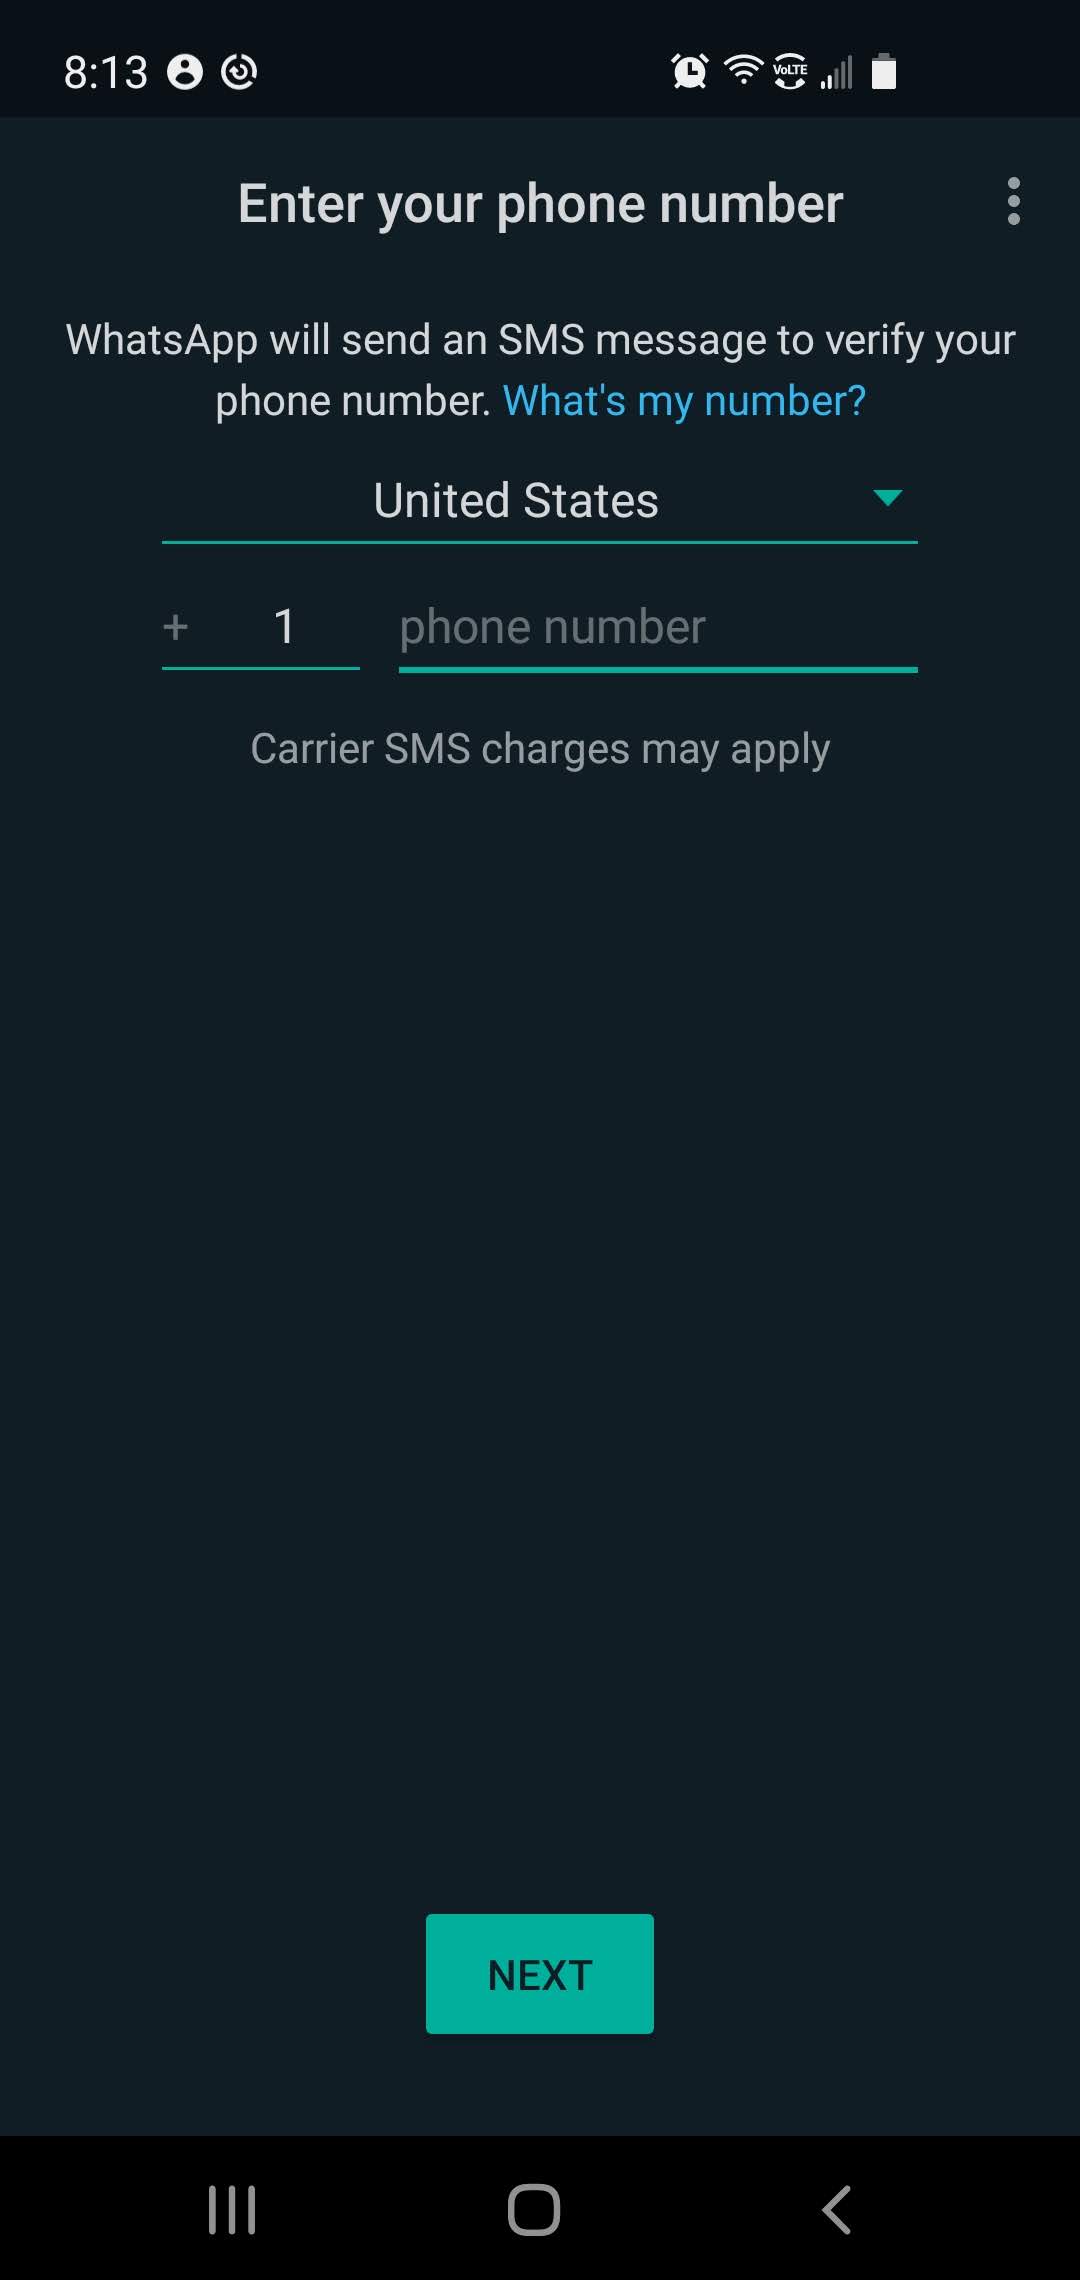 8:13
VoLTE
Enter your phone number
WhatsApp will send an SMS message to verify your
phone number. What's my number?
United States
+ 1 phone number
Carrier SMS charges may apply
NEXT